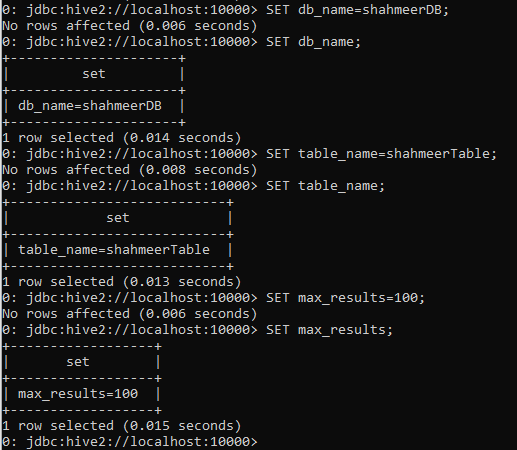 0: jdbc:hive2://localhost:10000> SET db_name=shahmeerDB;
No rows affected (0.006 seconds)
0: jdbc:hive2://localhost:10000> SET db_name;
+---------------------+
|         set         |
+---------------------+
| db_name=shahmeerDB  |
+---------------------+
1 row selected (0.014 seconds)
0: jdbc:hive2://localhost:10000> SET table_name=shahmeerTable;
No rows affected (0.008 seconds)
0: jdbc:hive2://localhost:10000> SET table_name;
+---------------------------+
|            set            |
+---------------------------+
| table_name=shahmeerTable  |
+---------------------------+
1 row selected (0.013 seconds)
0: jdbc:hive2://localhost:10000> SET max_results=100;
No rows affected (0.006 seconds)
0: jdbc:hive2://localhost:10000> SET max_results;
+------------------+
|       set        |
+------------------+
| max_results=100  |
+------------------+
1 row selected (0.015 seconds)
0: jdbc:hive2://localhost:10000>